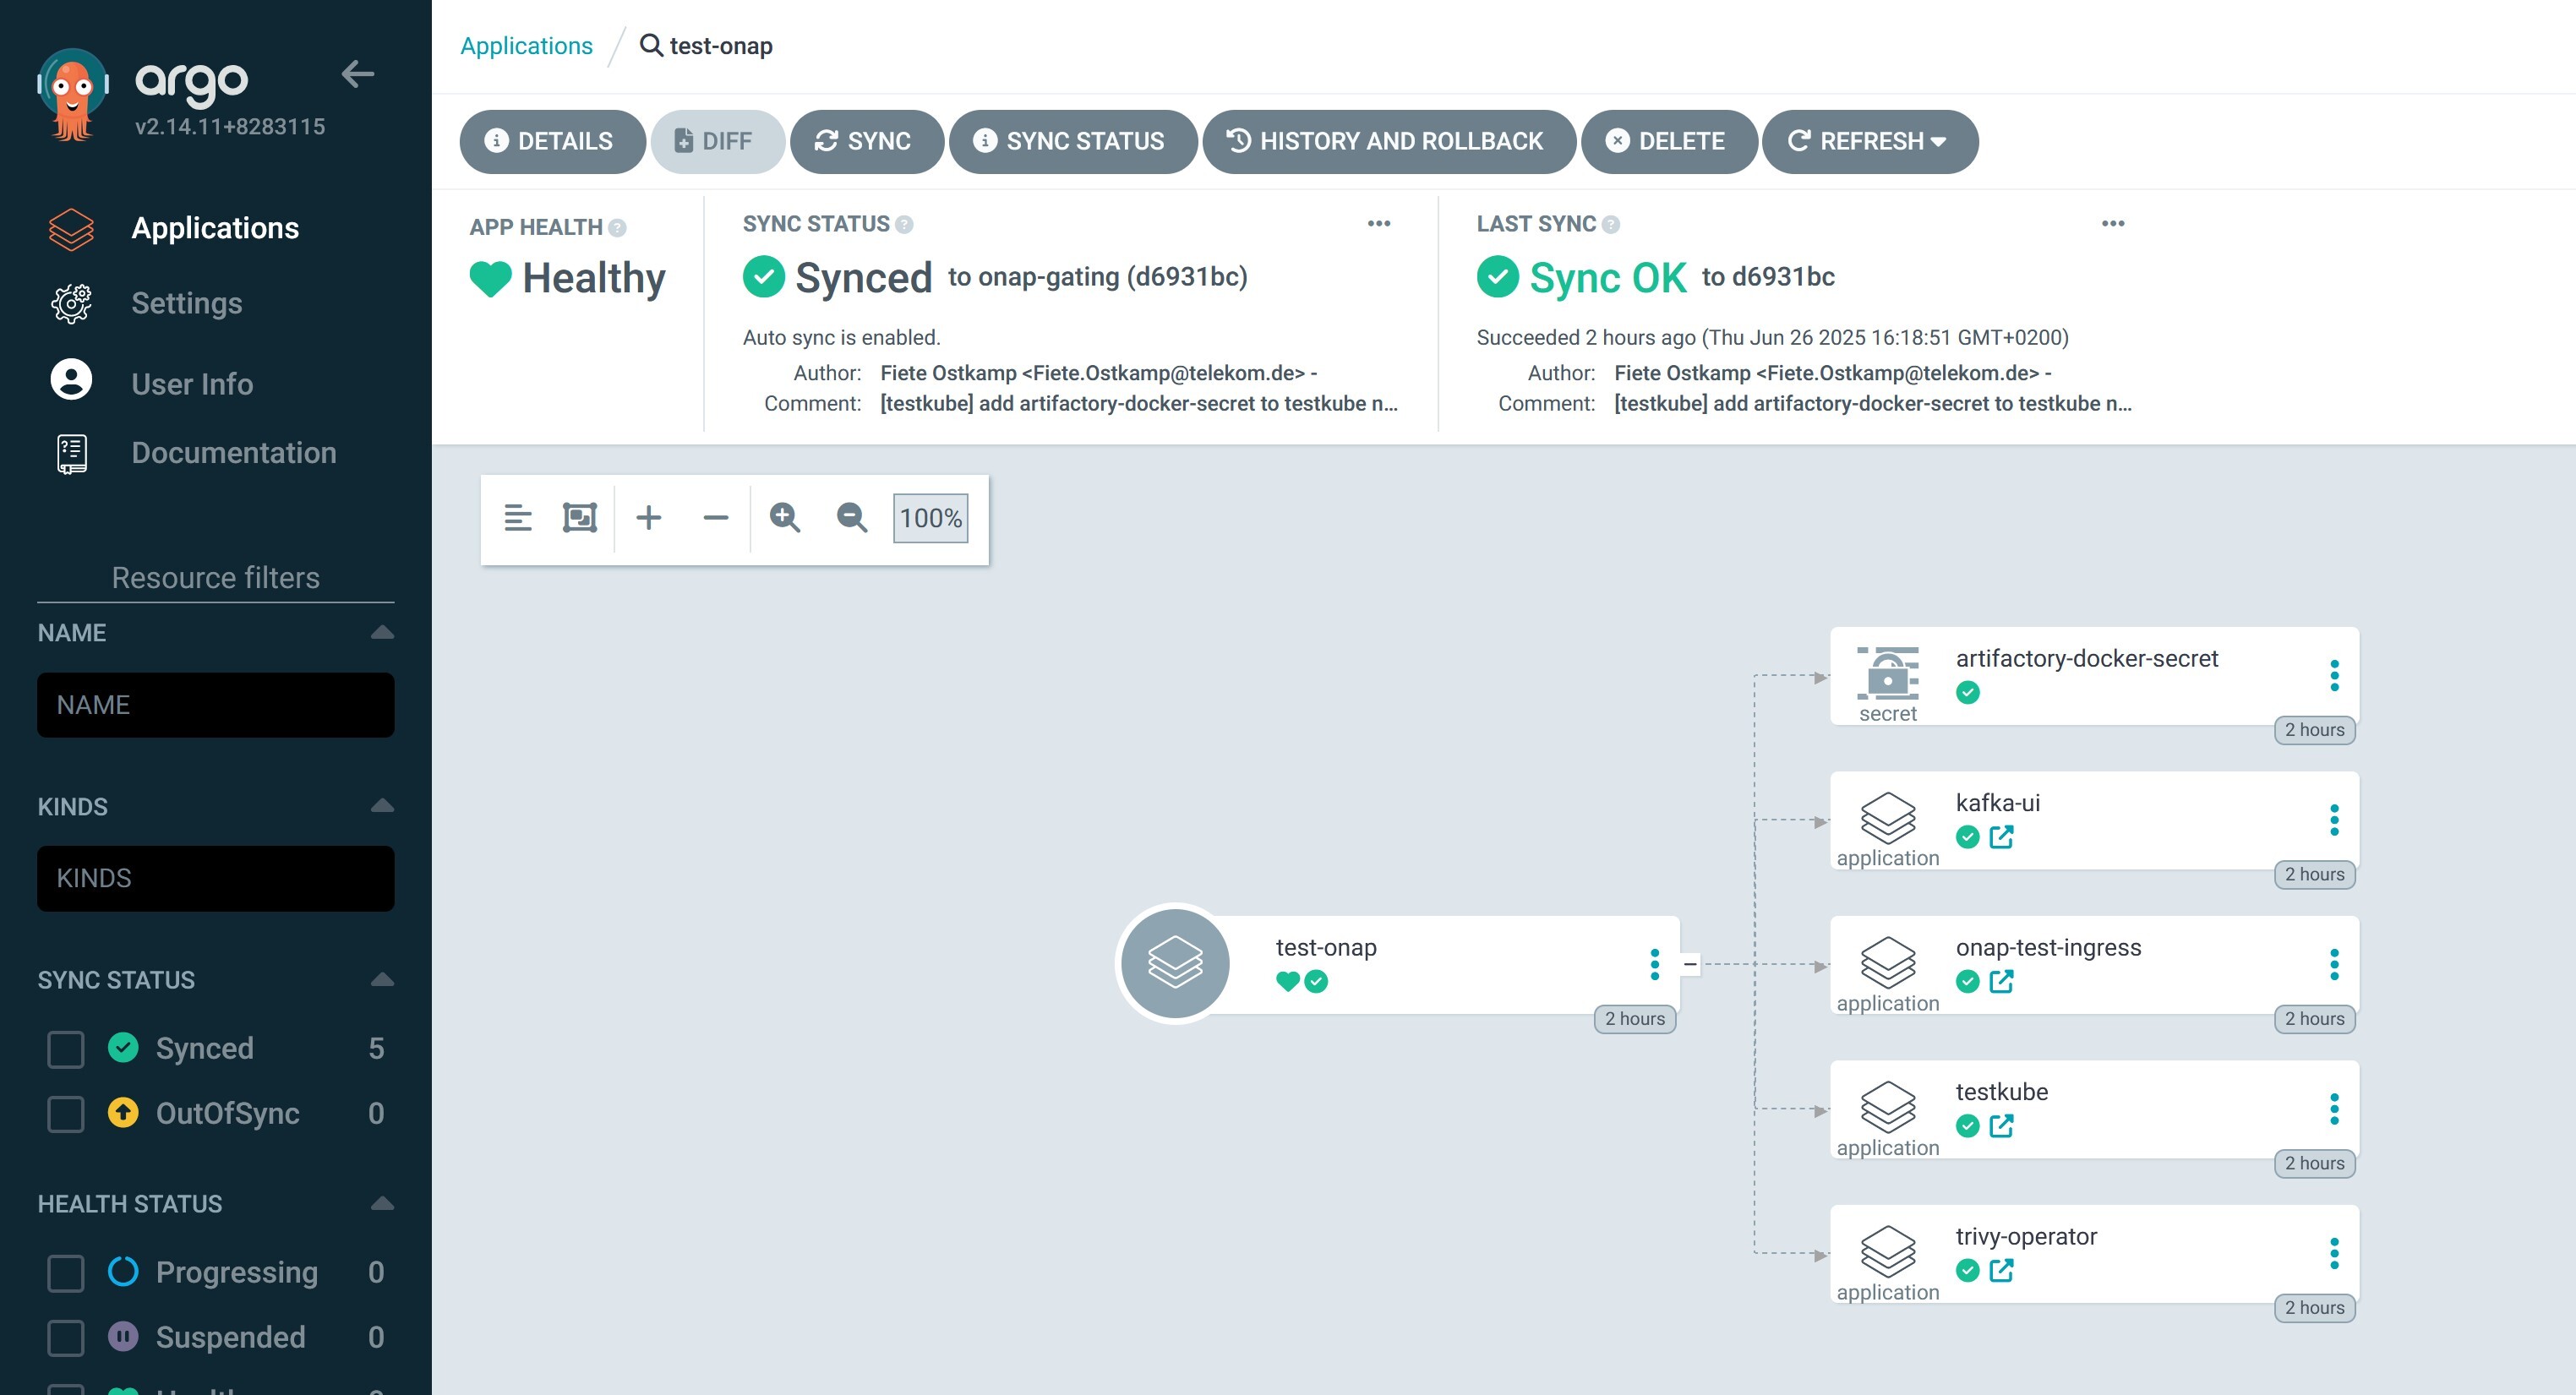 argo
v2.14.11+8283115
Applications
Settings
User Info
Documentation
Resource filters
NAME
NAME
KINDS
KINDS
SYNC STATUS
Synced 5
OutOfSync 0
HEALTH STATUS
Progressing 0
Suspended 0
Applications / test-onap
DETAILS DIFF SYNC SYNC STATUS HISTORY AND ROLLBACK DELETE REFRESH
APP HEALTH
Healthy
SYNC STATUS
Synced to onap-gating (d6931bc)
Auto sync is enabled.
Author: Fiete Ostkamp <Fiete.Ostkamp@telekom.de> -
Comment: [testkube] add artifactory-docker-secret to testkube n...
LAST SYNC
Sync OK to d6931bc
Succeeded 2 hours ago (Thu Jun 26 2025 16:18:51 GMT+0200)
Author: Fiete Ostkamp <Fiete.Ostkamp@telekom.de> -
Comment: [testkube] add artifactory-docker-secret to testkube n...
100%
test-onap
2 hours
artifactory-docker-secret
secret
2 hours
kafka-ui
application
2 hours
onap-test-ingress
application
2 hours
testkube
application
2 hours
trivy-operator
application
2 hours